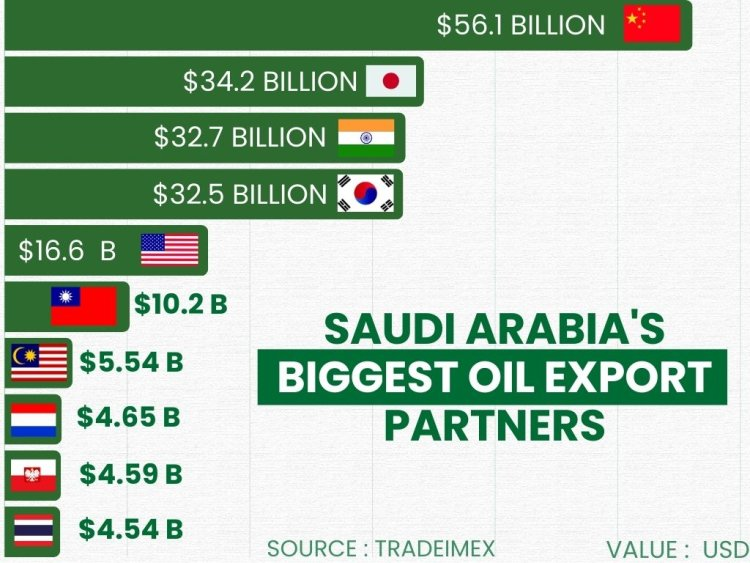 $56.1 BILLION
$34.2 BILLION
$32.7 BILLION
$32.5 BILLION
$16.6 B
$10.2 B
$5.54 B
$4.65 B
$4.59 B
$4.54 B
SAUDI ARABIA'S
BIGGEST OIL EXPORT
PARTNERS
SOURCE : TRADEIMEX
VALUE : USD